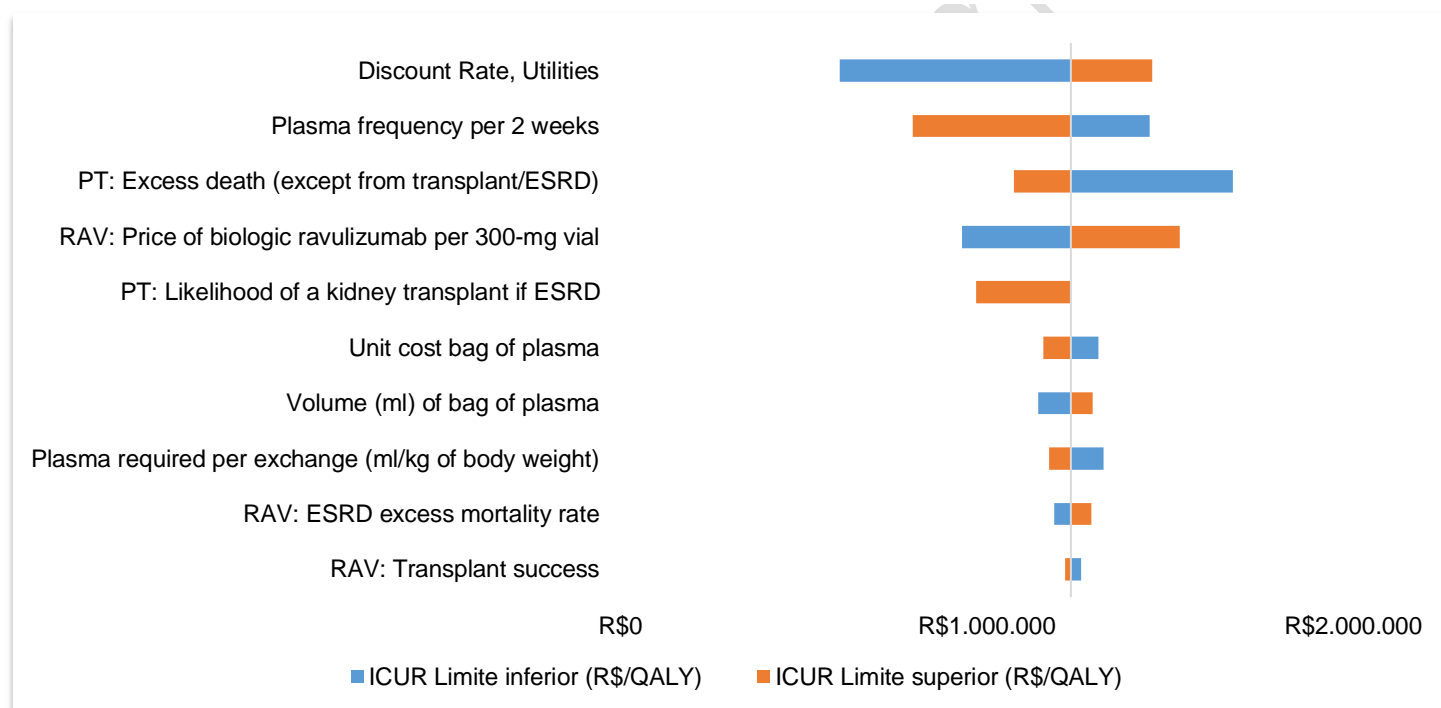 Discount Rate, Utilities
Plasma frequency per 2 weeks
PT: Excess death (except from transplant/ESRD)
RAV: Price of biologic ravulizumab per 300-mg vial
PT: Likelihood of a kidney transplant if ESRD
Unit cost bag of plasma
Volume (ml) of bag of plasma
Plasma required per exchange (ml/kg of body weight)
RAV: ESRD excess mortality rate
RAV: Transplant success
R$0 R$1.000.000 R$2.000.000
ICUR Limite inferior (R$/QALY) ICUR Limite superior (R$/QALY)